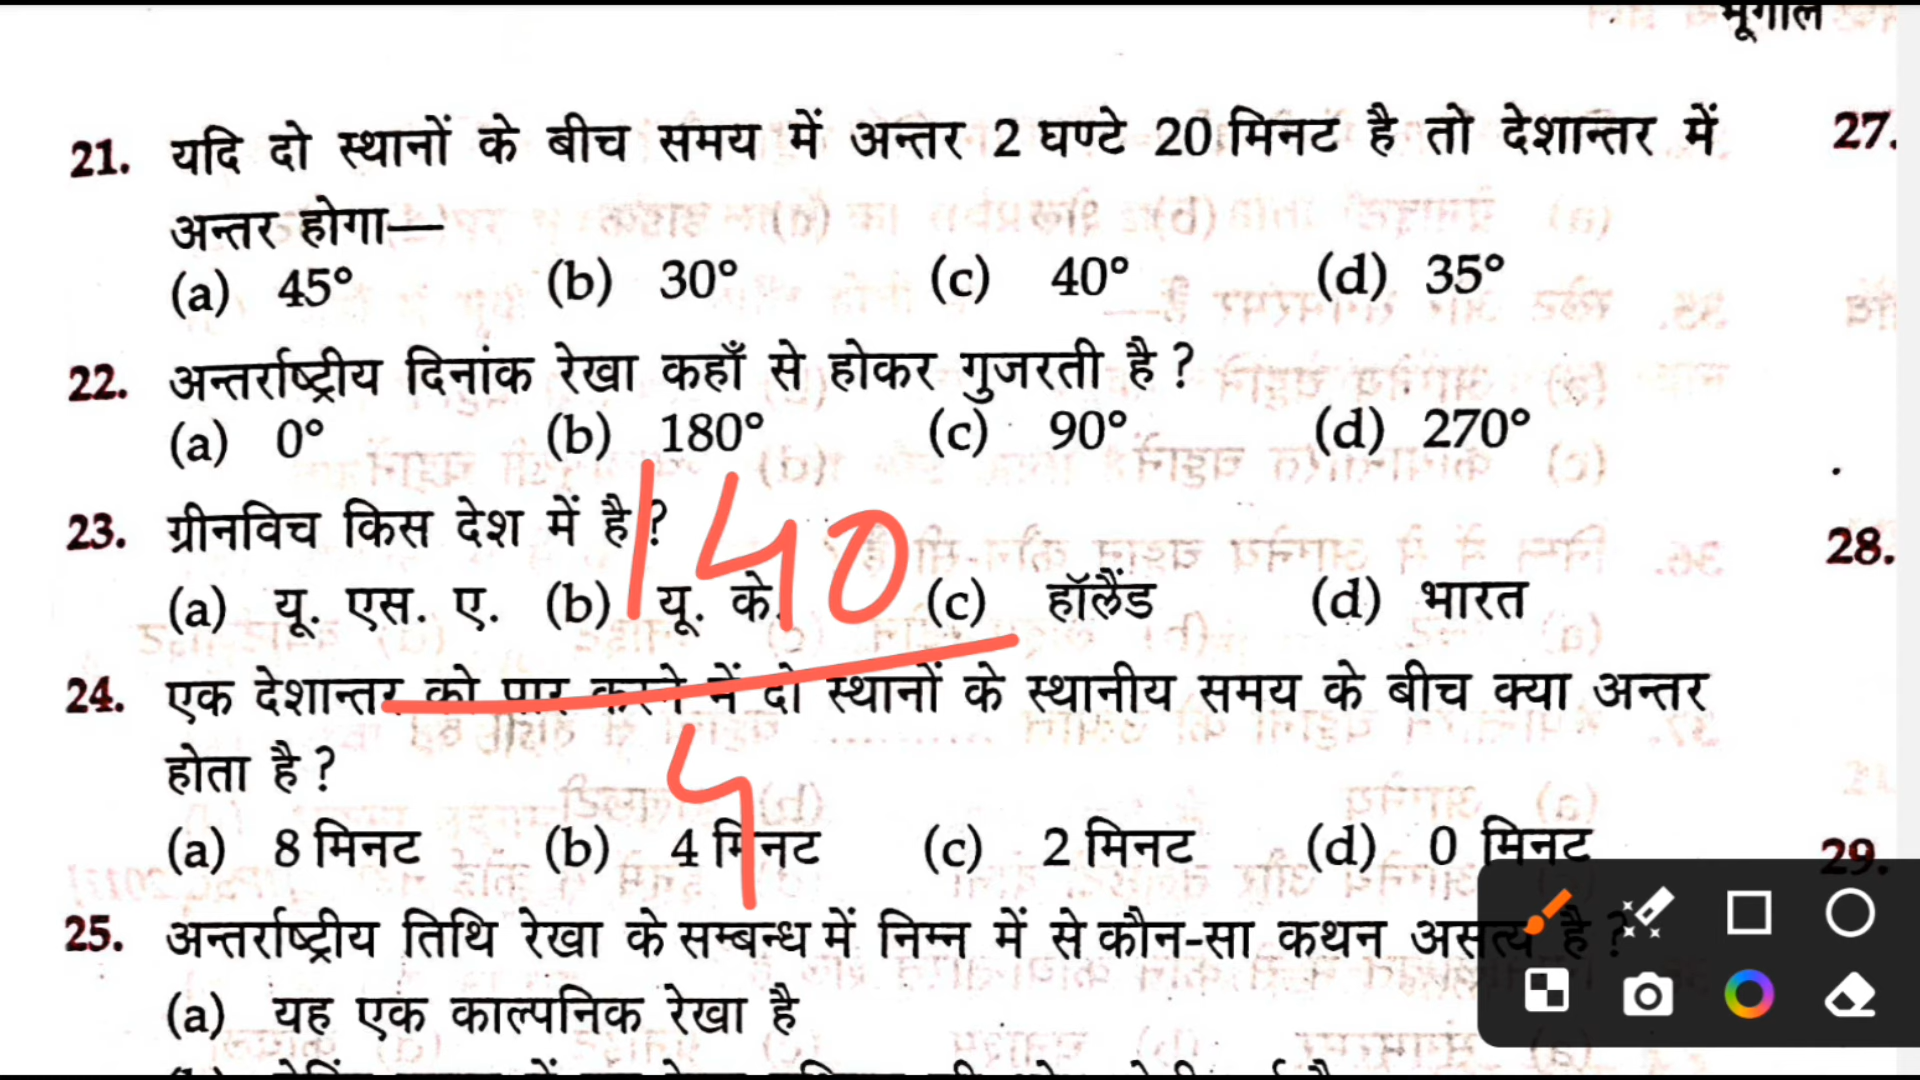 भूगोल
21. यदि दो स्थानों के बीच समय में अन्तर 2 घण्टे 20 मिनट है तो देशान्तर में
अन्तर होगा—
(a) 45° (b) 30° (c) 40° (d) 35°
22. अन्तर्राष्ट्रीय दिनांक रेखा कहाँ से होकर गुजरती है ?
(a) 0° (b) 180° (c) 90° (d) 270°
23. ग्रीनविच किस देश में है ?
(a) यू. एस. ए. (b) यू. के. (c) हॉलैंड (d) भारत
140
4
24. एक देशान्तर को पार करने में दो स्थानों के स्थानीय समय के बीच क्या अन्तर
होता है ?
(a) 8 मिनट (b) 4 मिनट (c) 2 मिनट (d) 0 मिनट
25. अन्तर्राष्ट्रीय तिथि रेखा के सम्बन्ध में निम्न में से कौन-सा कथन असत्य है ?
(a) यह एक काल्पनिक रेखा है
27.
28.
29.